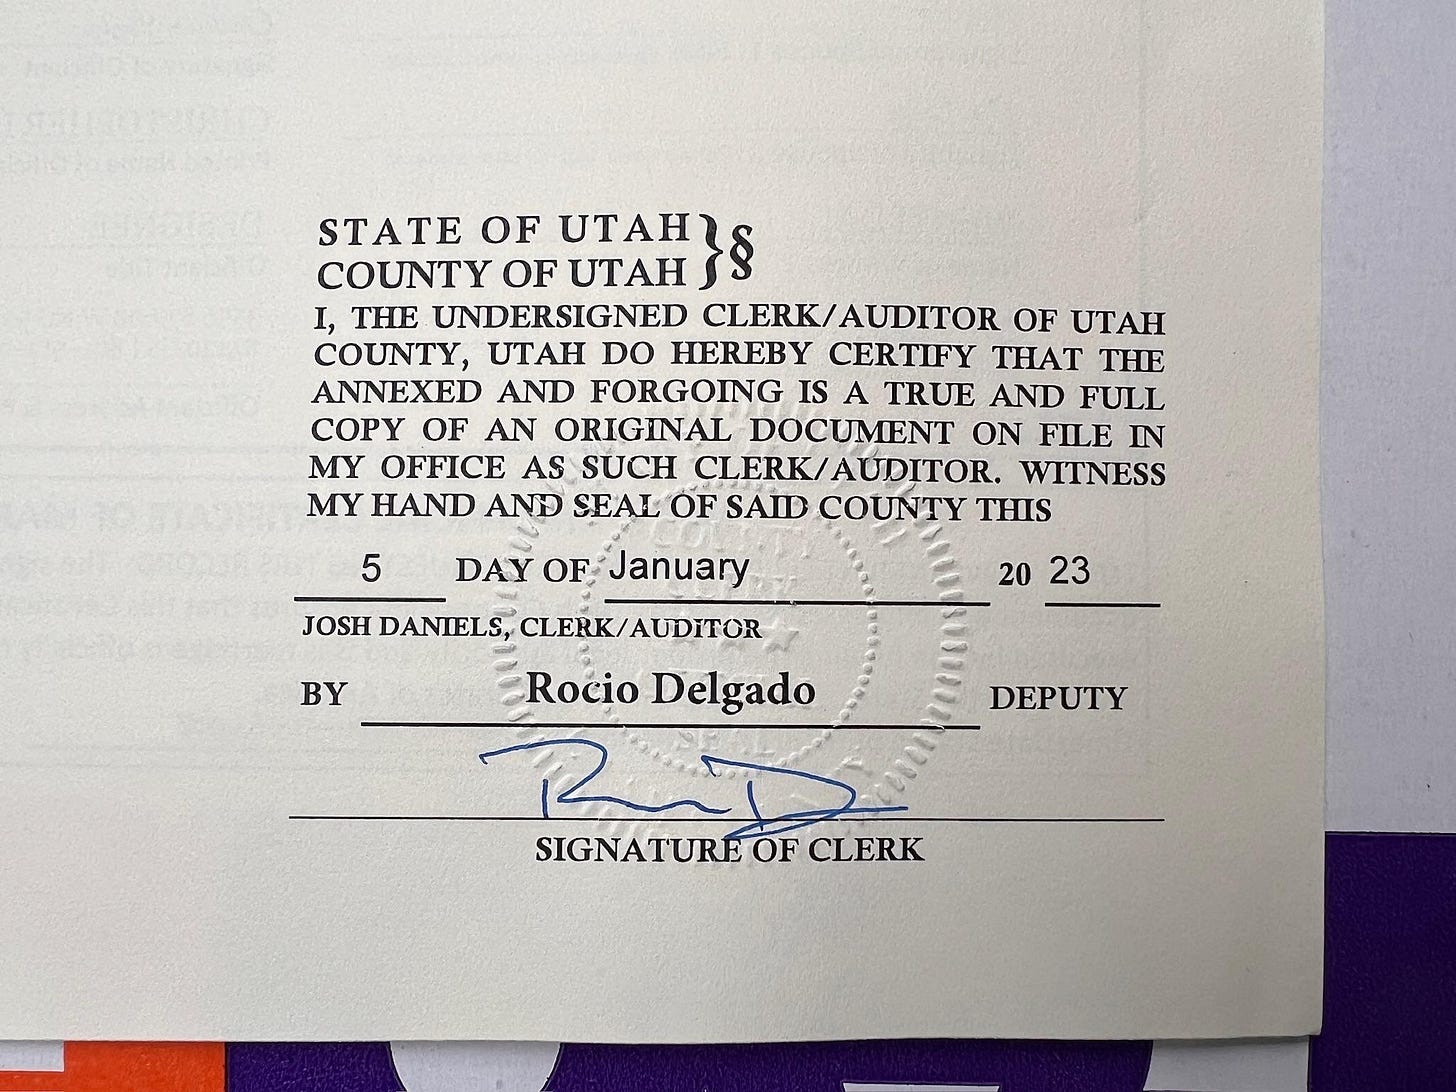 STATE OF UTAH } §
COUNTY OF UTAH
I, THE UNDERSIGNED CLERK/AUDITOR OF UTAH
COUNTY, UTAH DO HEREBY CERTIFY THAT THE
ANNEXED AND FORGOING IS A TRUE AND FULL
COPY OF AN ORIGINAL DOCUMENT ON FILE IN
MY OFFICE AS SUCH CLERK/AUDITOR. WITNESS
MY HAND AND SEAL OF SAID COUNTY THIS
5 DAY OF January 20 23
JOSH DANIELS, CLERK/AUDITOR
BY Rocio Delgado DEPUTY
SIGNATURE OF CLERK
COUNTY
CLERK
SEAL